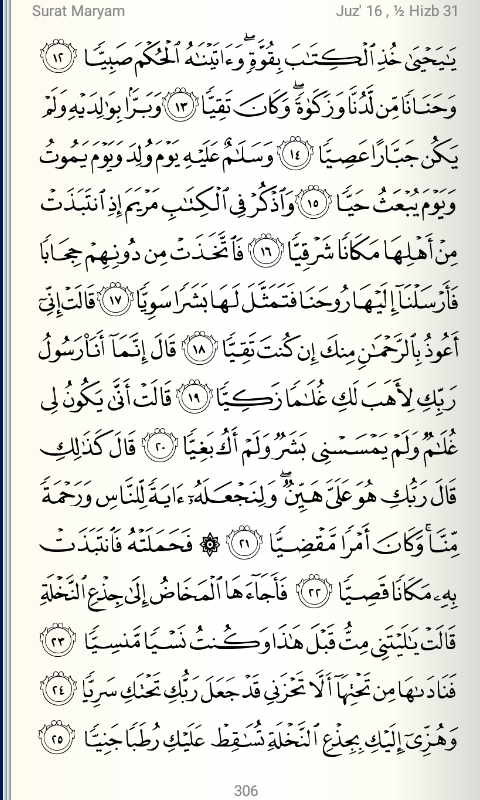 Surat Maryam
Juz' 16 , ½ Hizb 31
يَـٰيَحْيَىٰ خُذِ ٱلْكِتَـٰبَ بِقُوَّةٍۢ ۖ وَءَاتَيْنَـٰهُ ٱلْحُكْمَ صَبِيًّۭا ١٢
وَحَنَانًۭا مِّن لَّدُنَّا وَزَكَوٰةًۭ ۖ وَكَانَ تَقِيًّۭا ١٣ وَبَرًّۢا بِوَٰلِدَيْهِ وَلَمْ
يَكُن جَبَّارًا عَصِيًّۭا ١٤ وَسَلَـٰمٌ عَلَيْهِ يَوْمَ وُلِدَ وَيَوْمَ يَمُوتُ
وَيَوْمَ يُبْعَثُ حَيًّۭا ١٥ وَٱذْكُرْ فِى ٱلْكِتَـٰبِ مَرْيَمَ إِذِ ٱنتَبَذَتْ
مِنْ أَهْلِهَا مَكَانًۭا شَرْقِيًّۭا ١٦ فَٱتَّخَذَتْ مِن دُونِهِمْ حِجَابًۭا
فَأَرْسَلْنَآ إِلَيْهَا رُوحَنَا فَتَمَثَّلَ لَهَا بَشَرًۭا سَوِيًّۭا ١٧ قَالَتْ إِنِّىٓ
أَعُوذُ بِٱلرَّحْمَـٰنِ مِنكَ إِن كُنتَ تَقِيًّۭا ١٨ قَالَ إِنَّمَآ أَنَا۠ رَسُولُ
رَبِّكِ لِأَهَبَ لَكِ غُلَـٰمًۭا زَكِيًّۭا ١٩ قَالَتْ أَنَّىٰ يَكُونُ لِى
غُلَـٰمٌۭ وَلَمْ يَمْسَسْنِى بَشَرٌۭ وَلَمْ أَكُ بَغِيًّۭا ٢٠ قَالَ كَذَٰلِكِ
قَالَ رَبُّكِ هُوَ عَلَىَّ هَيِّنٌۭ ۖ وَلِنَجْعَلَهُۥٓ ءَايَةًۭ لِّلنَّاسِ وَرَحْمَةًۭ
مِّنَّا ۚ وَكَانَ أَمْرًۭا مَّقْضِيًّۭا ٢١ ۞ فَحَمَلَتْهُ فَٱنتَبَذَتْ
بِهِۦ مَكَانًۭا قَصِيًّۭا ٢٢ فَأَجَآءَهَا ٱلْمَخَاضُ إِلَىٰ جِذْعِ ٱلنَّخْلَةِ
قَالَتْ يَـٰلَيْتَنِى مِتُّ قَبْلَ هَـٰذَا وَكُنتُ نَسْيًۭا مَّنسِيًّۭا ٢٣
فَنَادَىٰهَا مِن تَحْتِهَآ أَلَّا تَحْزَنِى قَدْ جَعَلَ رَبُّكِ تَحْتَكِ سَرِيًّۭا ٢٤
وَهُزِّىٓ إِلَيْكِ بِجِذْعِ ٱلنَّخْلَةِ تُسَـٰقِطْ عَلَيْكِ رُطَبًۭا جَنِيًّۭا ٢٥
306